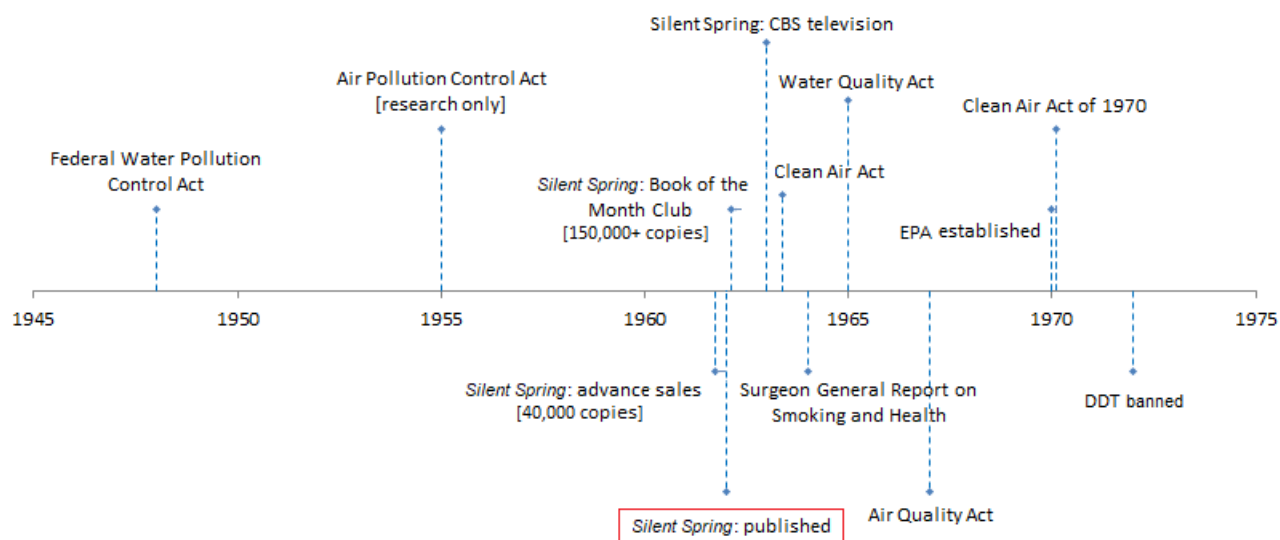 Silent Spring: CBS television
Air Pollution Control Act
[research only]
Water Quality Act
Clean Air Act of 1970
Federal Water Pollution
Control Act
Silent Spring: Book of the
Month Club
[150,000+ copies]
Clean Air Act
EPA established
1945
1950
1955
1960
1965
1970
1975
Silent Spring: advance sales
[40,000 copies]
Surgeon General Report on
Smoking and Health
DDT banned
Silent Spring: published
Air Quality Act